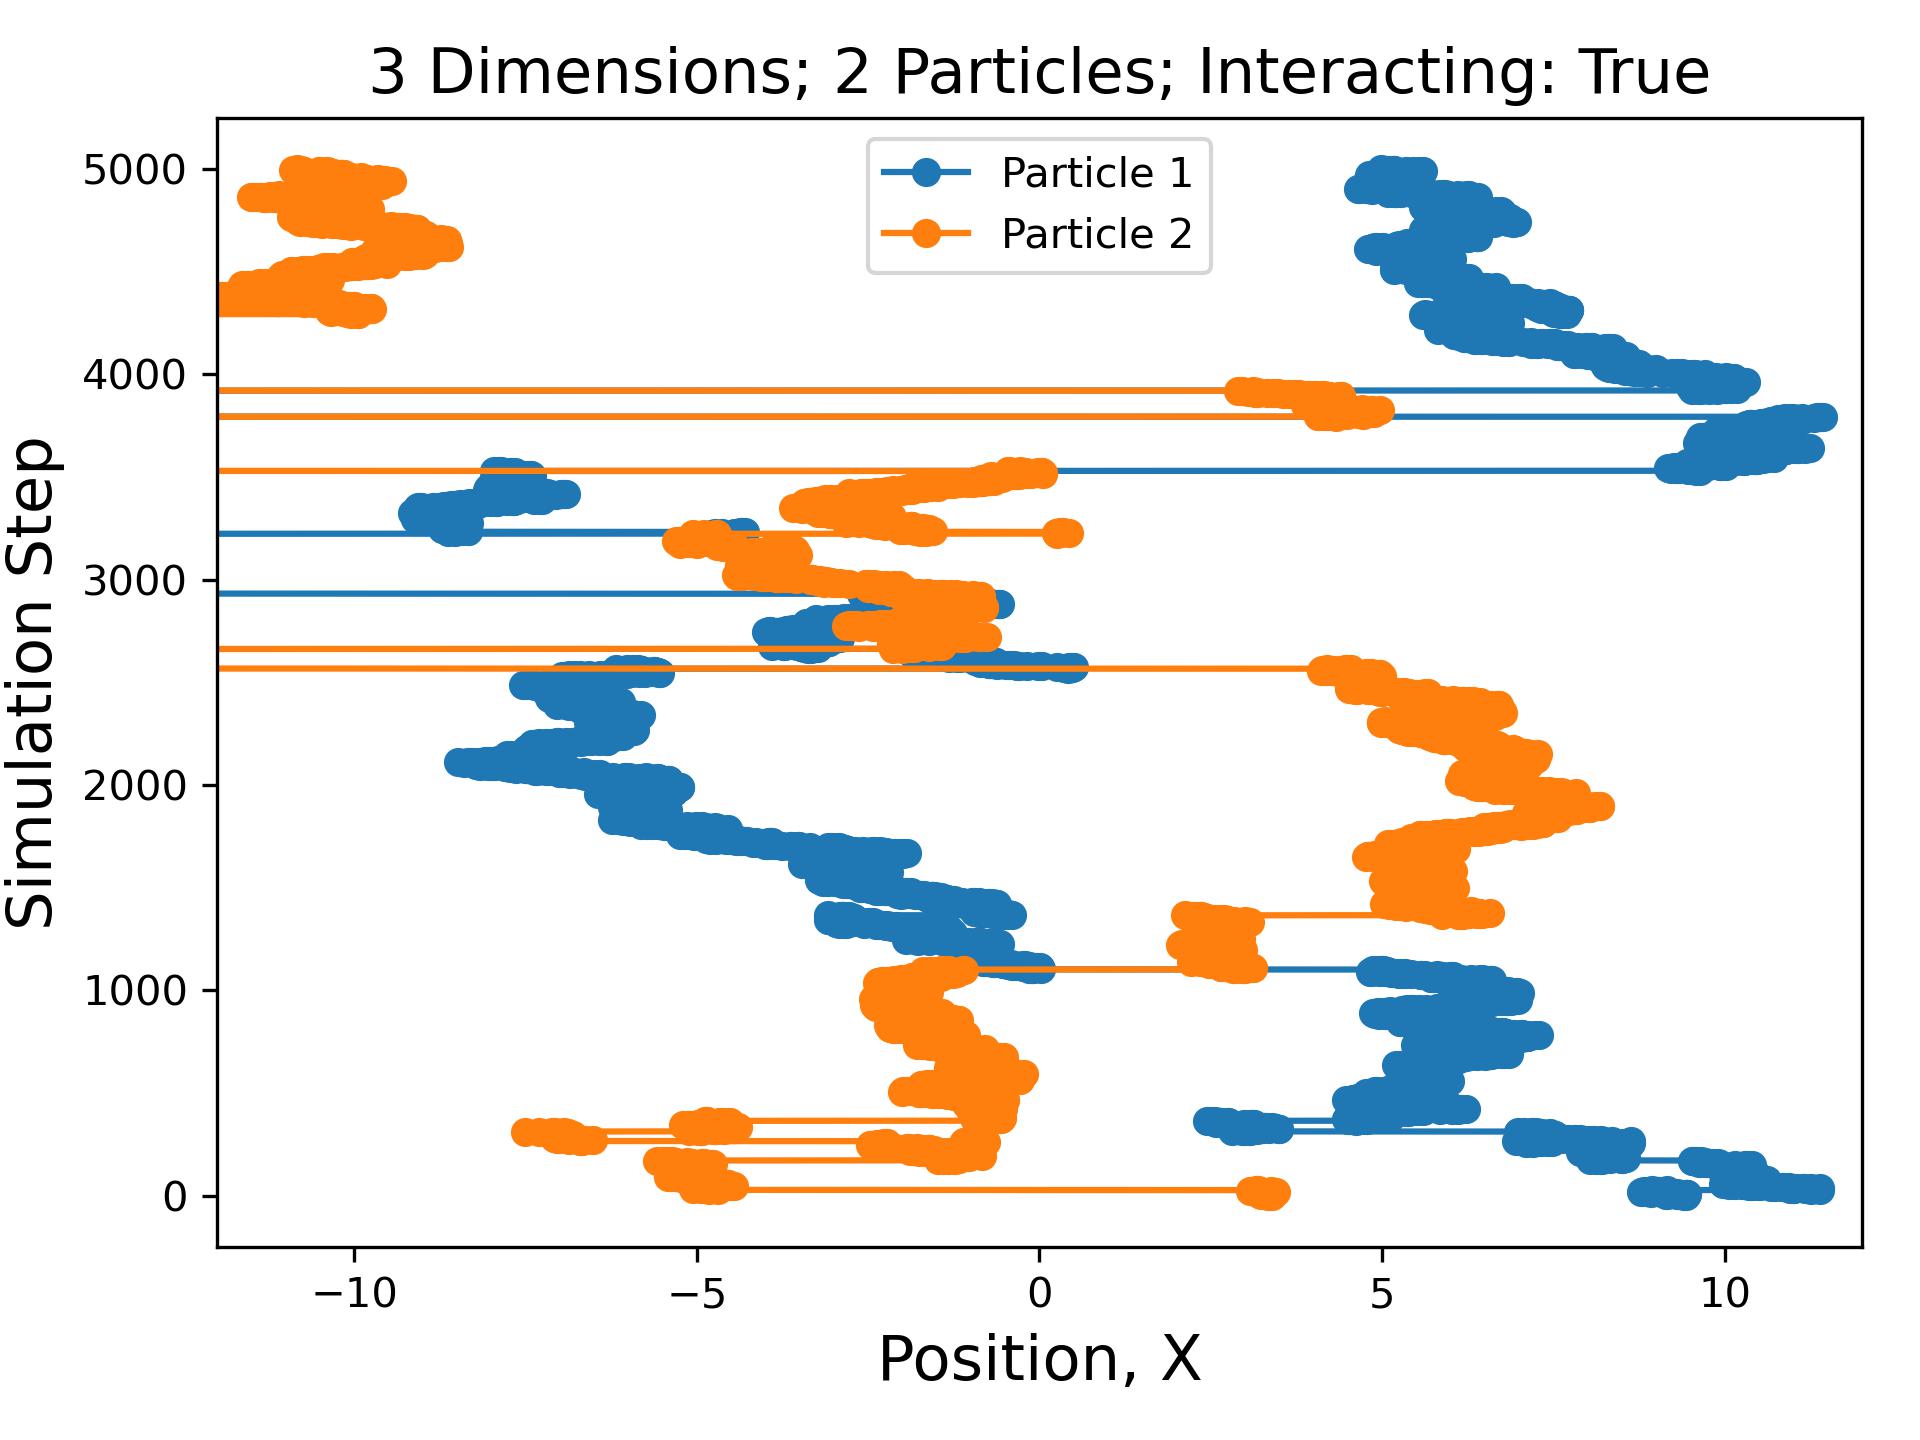 3 Dimensions; 2 Particles; Interacting: True
Particle 1
Particle 2
5000
4000
3000
2000
1000
0
Simulation Step
−10 −5 0 5 10
Position, X